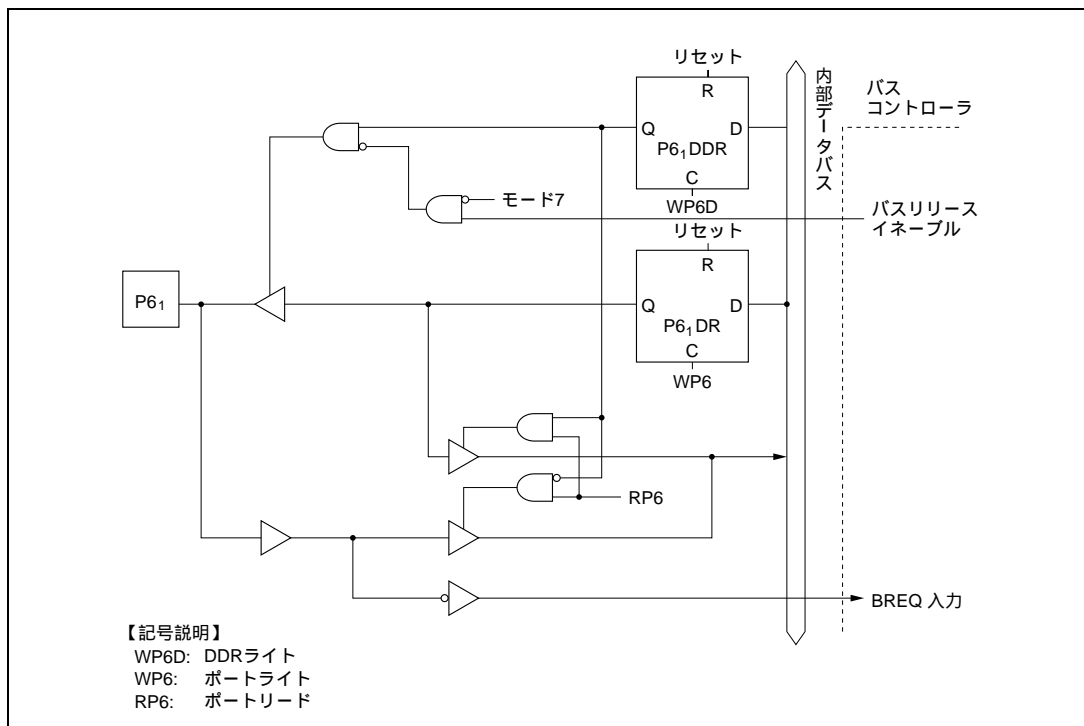 リセット
R
Q
D
P6₁DDR
C
WP6D
内部データバス
バス
コントローラ
モード7
バスリリース
イネーブル
リセット
R
P6₁
Q
D
P6₁DR
C
WP6
RP6
BREQ 入力
【記号説明】
WP6D: DDRライト
WP6: ポートライト
RP6: ポートリード